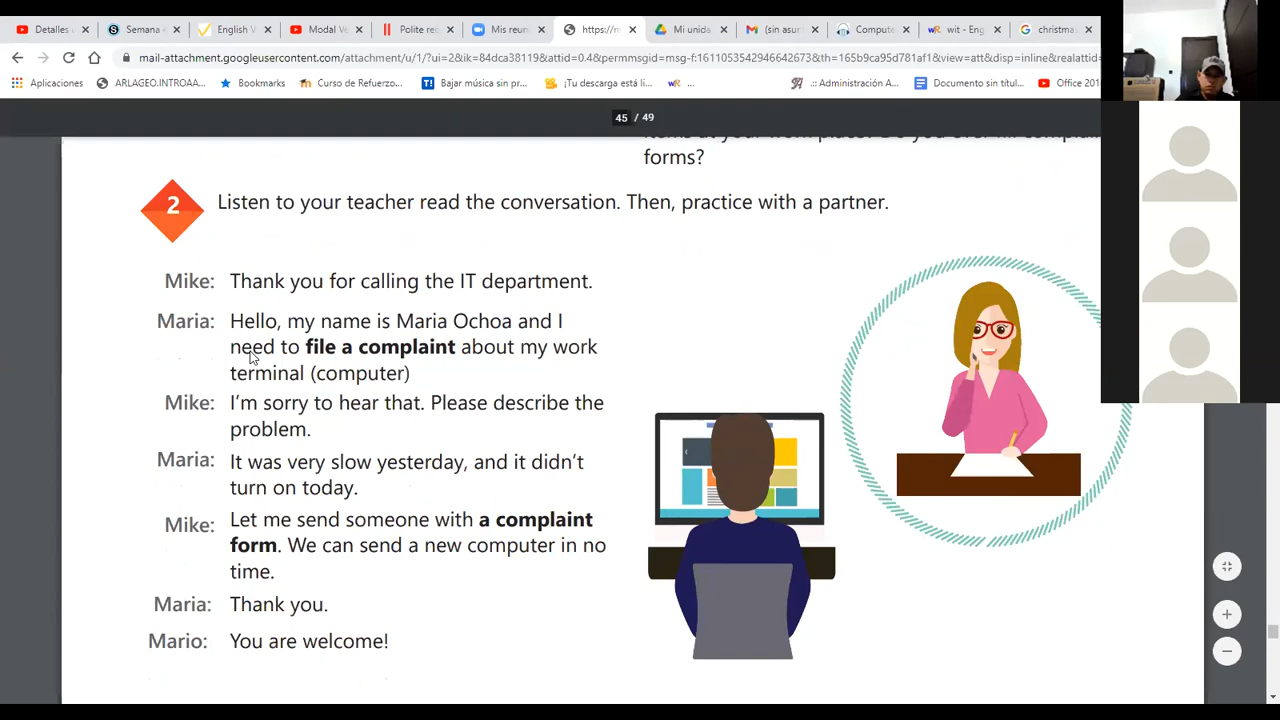 Detalles
Semana
English V
Modal Ve
Polite rec
Mis reun
https://m
Mi unida
(sin asun
Compute
wit - Eng
christma
mail-attachment.googleusercontent.com/attachment/u/1/?ui=2&ik=84dca38119&attid=0.4&permmsgid=msg-f:1611053542946642673&th=165b9ca95d781af1&view=att&disp=inline&realattid
Aplicaciones
ARLAGEO.INTROAA...
Bookmarks
Curso de Refuerzo...
Bajar música sin pr...
¡Tu descarga está li...
...
.:: Administración A...
Documento sin títul...
Office 201
45 / 49
forms?
2
Listen to your teacher read the conversation. Then, practice with a partner.
Mike: Thank you for calling the IT department.
Maria: Hello, my name is Maria Ochoa and I
need to file a complaint about my work
terminal (computer)
Mike: I'm sorry to hear that. Please describe the
problem.
Maria: It was very slow yesterday, and it didn't
turn on today.
Mike: Let me send someone with a complaint
form. We can send a new computer in no
time.
Maria: Thank you.
Mario: You are welcome!